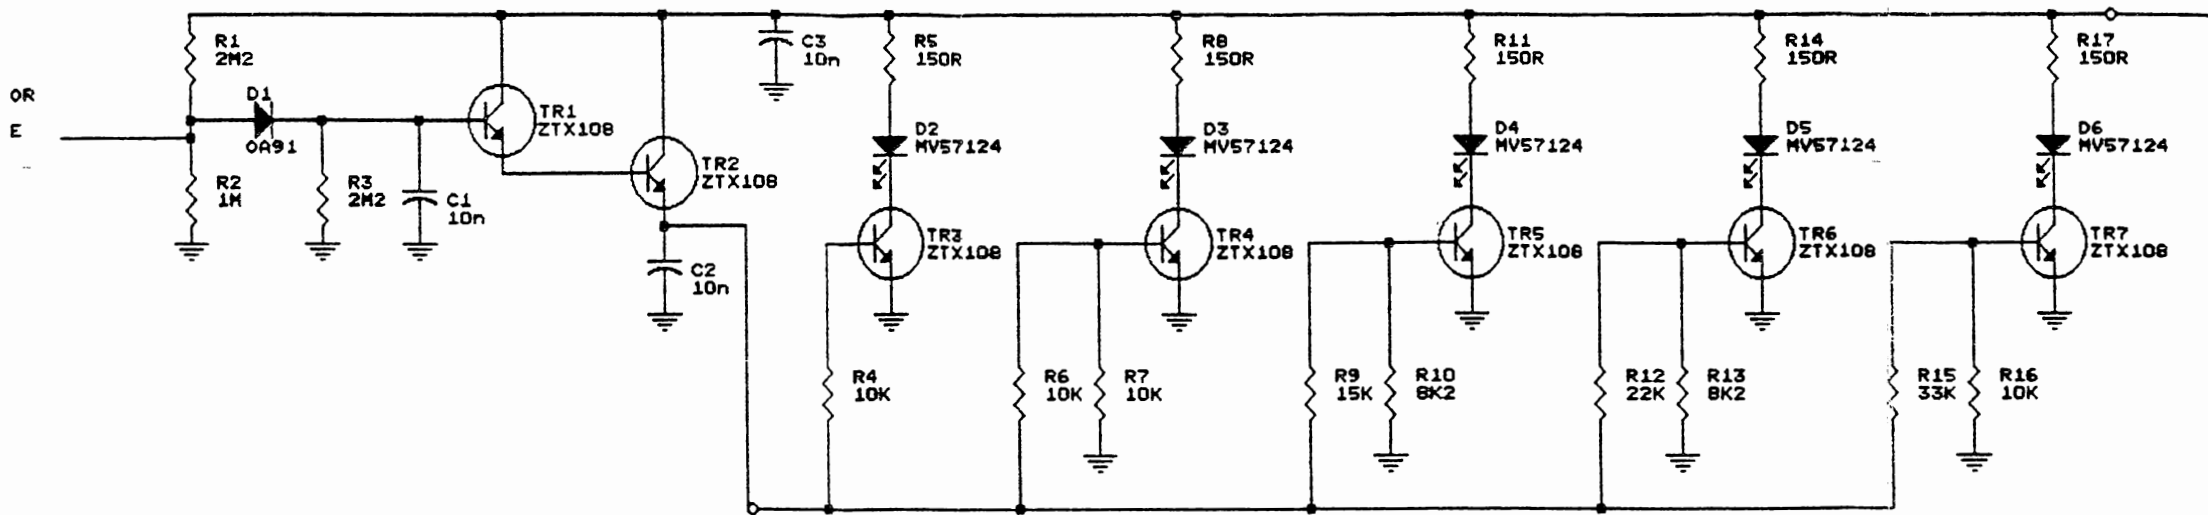 OR
E
R1
2M2
D1
OA91
R2
1M
R3
2M2
C1
10n
TR1
ZTX108
TR2
ZTX108
C2
10n
C3
10n
R5
150R
D2
MV57124
TR3
ZTX108
R4
10K
R8
150R
D3
MV57124
TR4
ZTX108
R6
10K
R7
10K
R11
150R
D4
MV57124
TR5
ZTX108
R9
15K
R10
8K2
R14
150R
D5
MV57124
TR6
ZTX108
R12
22K
R13
8K2
R17
150R
D6
MV57124
TR7
ZTX108
R15
33K
R16
10K